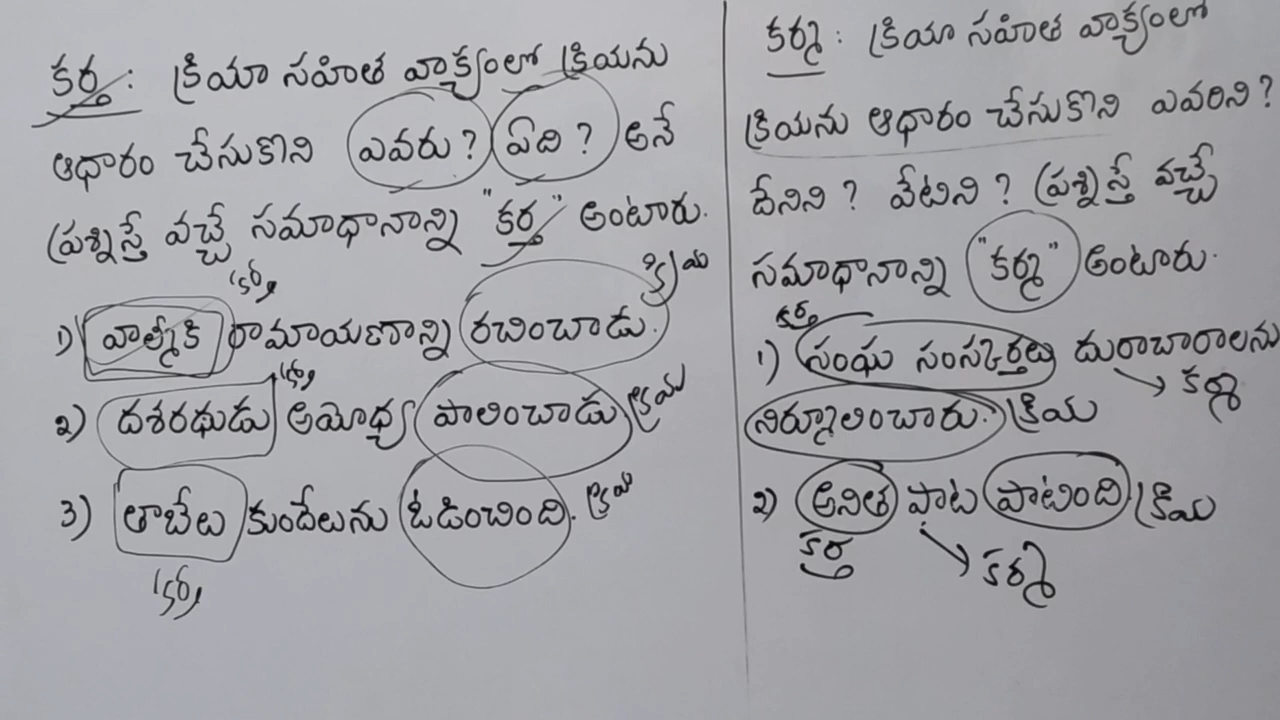 కర్త : క్రియా సహిత వాక్యంలో క్రియను
ఆధారం చేసుకొని ఎవరు? ఏది? అనే
ప్రశ్నిస్తే వచ్చే సమాధానాన్ని "కర్త" అంటారు.
కర్త క్రియ
1) వాల్మీకి రామాయణాన్ని రచించాడు.
కర్త
2) దశరథుడు అయోధ్య పాలించాడు క్రియ
3) తాబేలు కుందేలును ఓడించింది. క్రియ
కర్త
కర్మ : క్రియా సహిత వాక్యంలో
క్రియను ఆధారం చేసుకొని ఎవరిని?
దేనిని? వేటిని? ప్రశ్నిస్తే వచ్చే
సమాధానాన్ని "కర్మ" అంటారు.
కర్త
1) సంఘ సంస్కర్తలు దురాచారాలను
కర్మ
నిర్మూలించారు. క్రియ
2) అనిత పాట పాడింది క్రియ
కర్త కర్మ